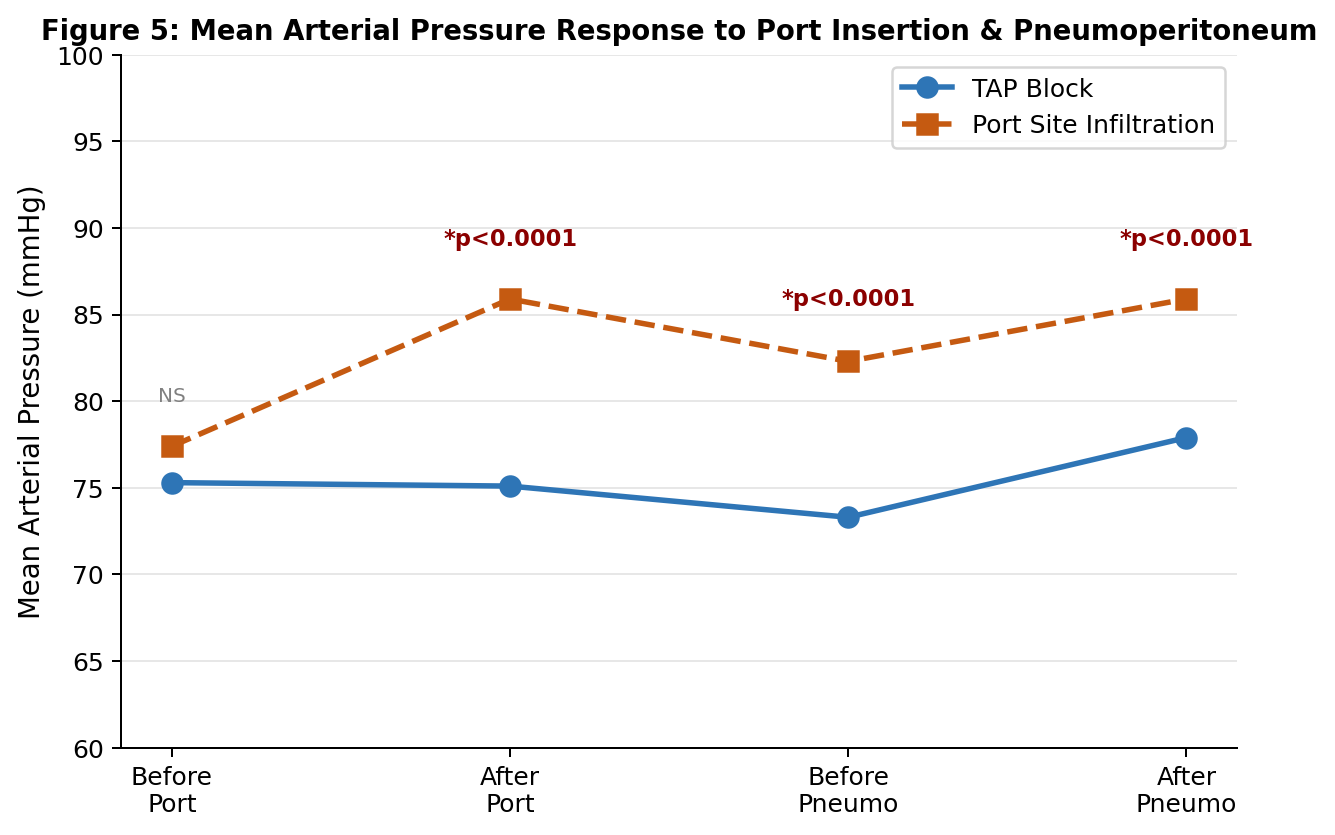 Figure 5: Mean Arterial Pressure Response to Port Insertion & Pneumoperitoneum
Mean Arterial Pressure (mmHg)
100
95
90
85
80
75
70
65
60
TAP Block
Port Site Infiltration
NS
*p<0.0001
*p<0.0001
*p<0.0001
Before
Port
After
Port
Before
Pneumo
After
Pneumo